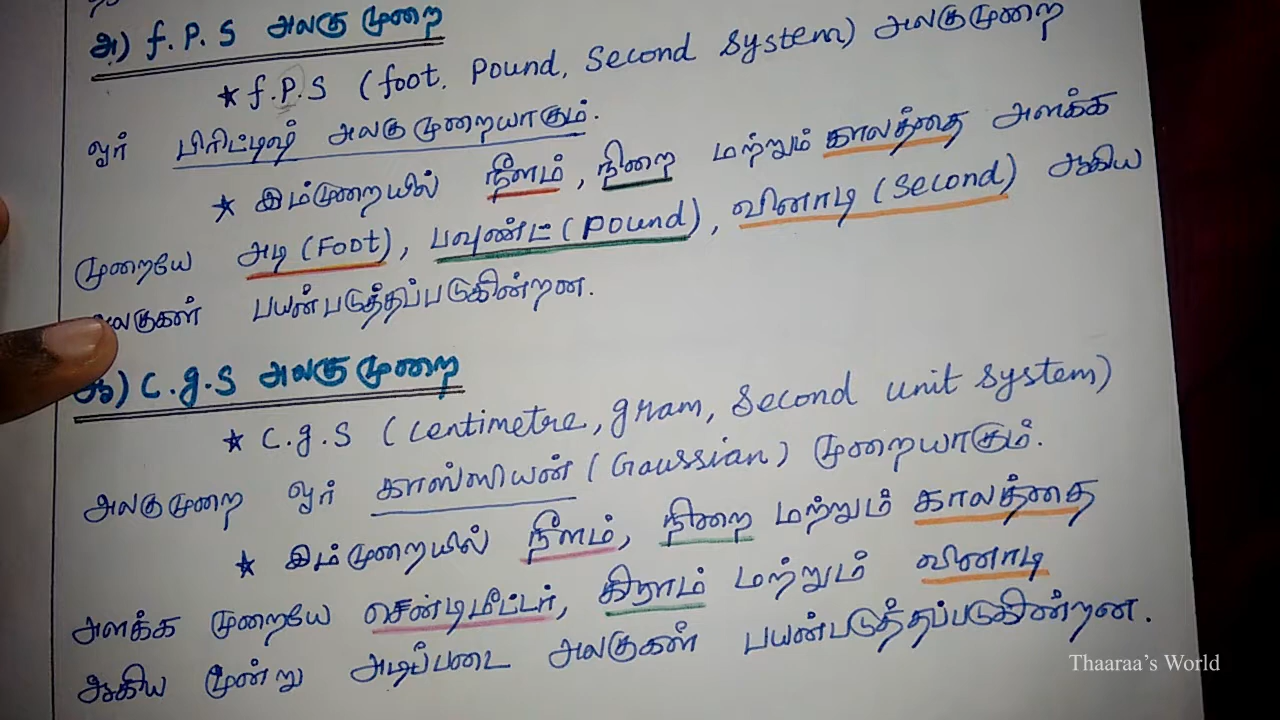 அ) f.P.S அலகு முறை
★ f.P.S (foot, Pound, Second System) அலகுமுறை
ஓர் பிரிட்டிஷ் அலகு முறையாகும்.
★ இம்முறையில் நீளம், நிறை மற்றும் காலத்தை அளக்க
முறையே அடி (Foot), பவுண்ட் (Pound), வினாடி (Second) ஆகிய
அலகுகள் பயன்படுத்தப்படுகின்றன.
ஆ) C.g.S அலகு முறை
★ C.g.S (Centimetre, gram, Second unit System)
அலகுமுறை ஓர் காஸ்ஸியன் (Gaussian) முறையாகும்.
★ இம்முறையில் நீளம், நிறை மற்றும் காலத்தை
அளக்க முறையே சென்டிமீட்டர், கிராம் மற்றும் வினாடி
ஆகிய மூன்று அடிப்படை அலகுகள் பயன்படுத்தப்படுகின்றன.
Thaaraa's World